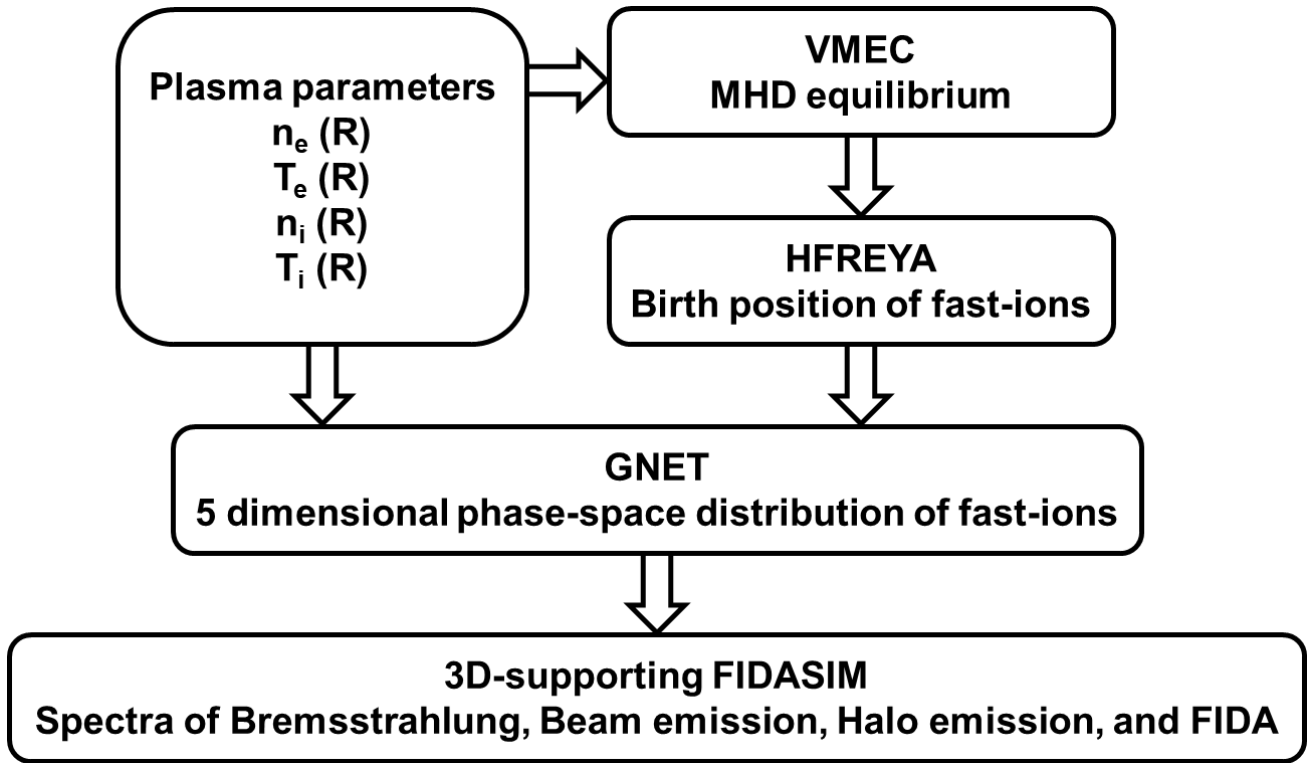 Plasma parameters
nₑ (R)
Tₑ (R)
nᵢ (R)
Tᵢ (R)
VMEC
MHD equilibrium
HFREYA
Birth position of fast-ions
GNET
5 dimensional phase-space distribution of fast-ions
3D-supporting FIDASIM
Spectra of Bremsstrahlung, Beam emission, Halo emission, and FIDA